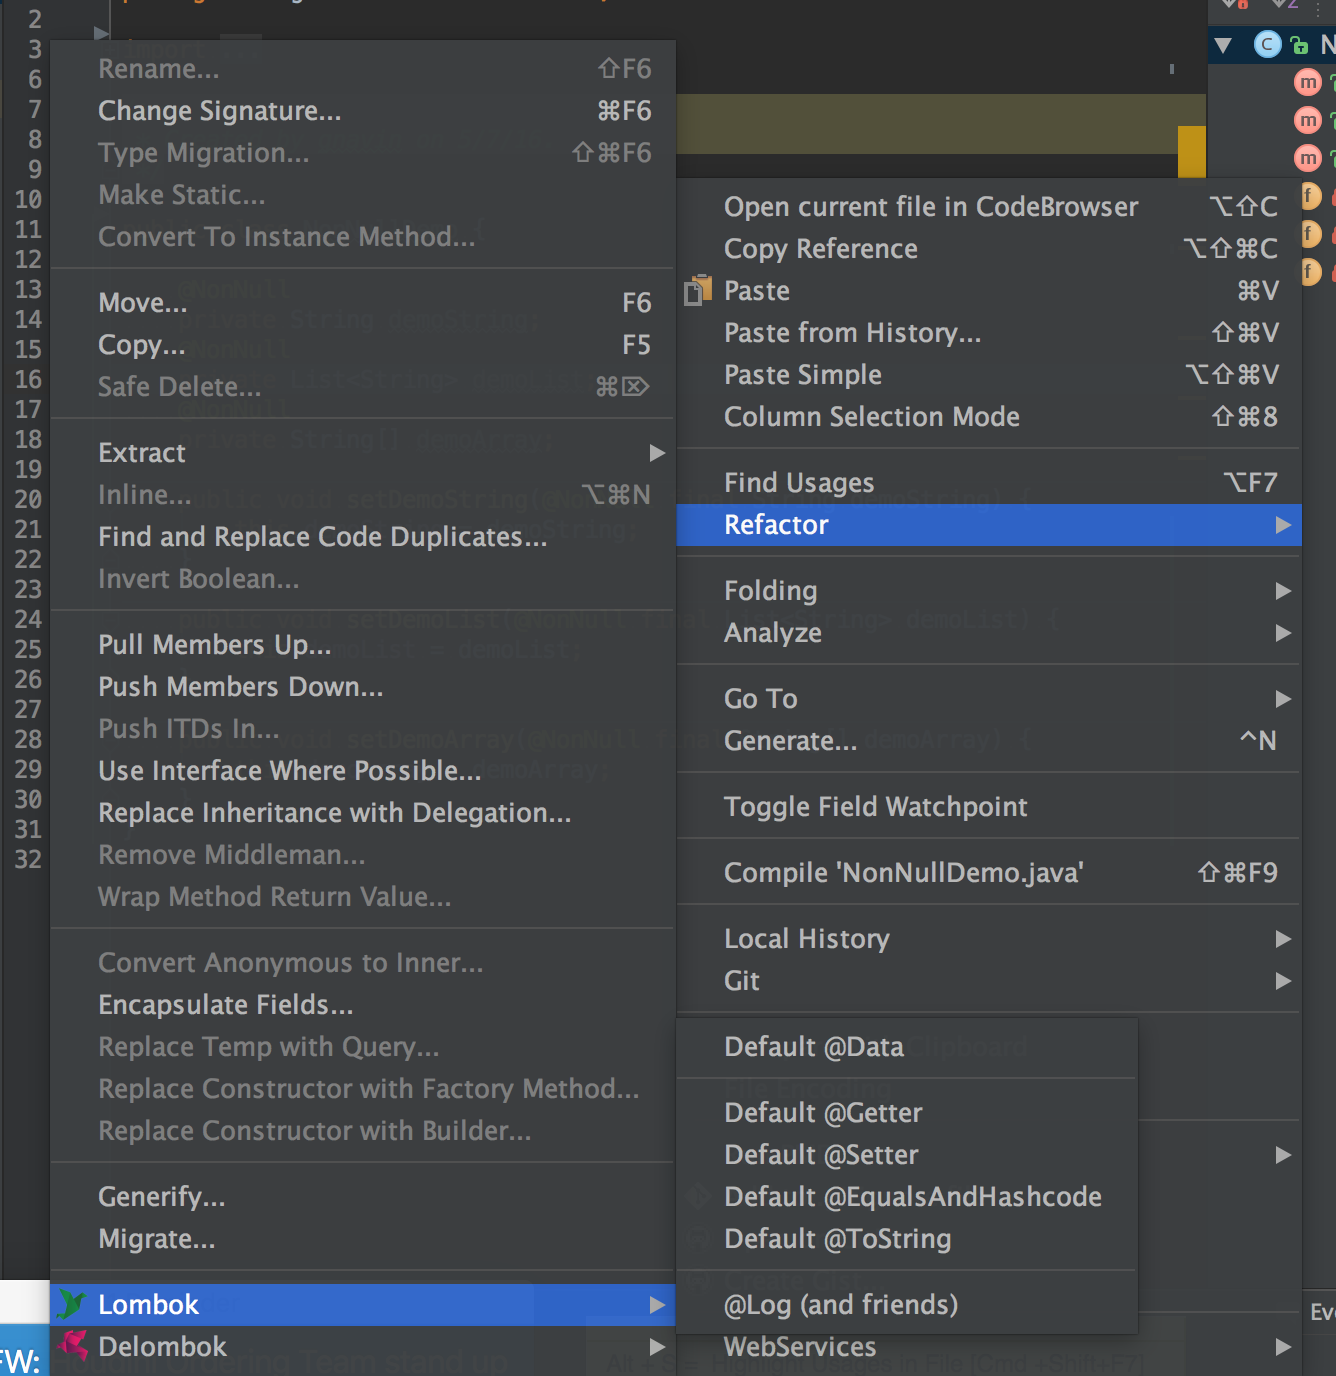 2
3
6
7
8
9
10
11
12
13
14
15
16
17
18
19
20
21
22
23
24
25
26
27
28
29
30
31
32
Rename... ⇧F6
Change Signature... ⌘F6
Type Migration... ⇧⌘F6
Make Static...
Convert To Instance Method...
Move... F6
Copy... F5
Safe Delete... ⌘⌦
Extract ▶
Inline... ⌥⌘N
Find and Replace Code Duplicates...
Invert Boolean...
Pull Members Up...
Push Members Down...
Push ITDs In...
Use Interface Where Possible...
Replace Inheritance with Delegation...
Remove Middleman...
Wrap Method Return Value...
Convert Anonymous to Inner...
Encapsulate Fields...
Replace Temp with Query...
Replace Constructor with Factory Method...
Replace Constructor with Builder...
Generify...
Migrate...
Lombok ▶
Delombok ▶
Open current file in CodeBrowser ⌥⇧C
Copy Reference ⌥⇧⌘C
Paste ⌘V
Paste from History... ⇧⌘V
Paste Simple ⌥⇧⌘V
Column Selection Mode ⇧⌘8
Find Usages ⌥F7
Refactor ▶
Folding ▶
Analyze ▶
Go To ▶
Generate... ^N
Toggle Field Watchpoint
Compile 'NonNullDemo.java' ⇧⌘F9
Local History ▶
Git ▶
Default @Data
Default @Getter
Default @Setter
Default @EqualsAndHashcode
Default @ToString
@Log (and friends)
WebServices ▶
C
N
m
m
m
f
f
f
Eve
FW: